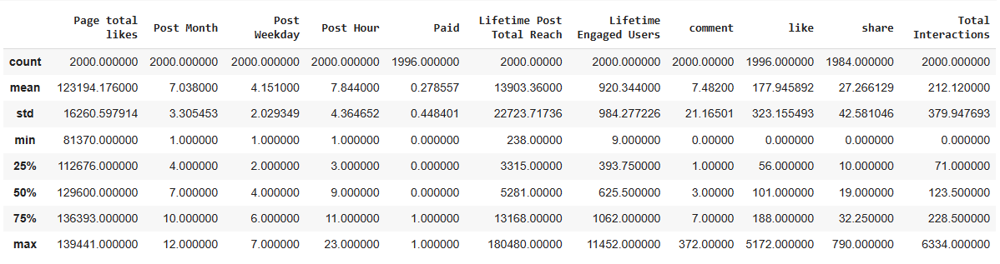 Page total likes Post Month Post Weekday Post Hour Paid Lifetime Post Total Reach Lifetime Engaged Users comment like share Total Interactions
count 2000.000000 2000.000000 2000.000000 2000.000000 1996.000000 2000.00000 2000.000000 2000.00000 1996.000000 1984.000000 2000.000000
mean 123194.176000 7.038000 4.151000 7.844000 0.278557 13903.36000 920.344000 7.48200 177.945892 27.266129 212.120000
std 16260.597914 3.305453 2.029349 4.364652 0.448401 22723.71736 984.277226 21.16501 323.155493 42.581046 379.947693
min 81370.000000 1.000000 1.000000 1.000000 0.000000 238.00000 9.000000 0.00000 0.000000 0.000000 0.000000
25% 112676.000000 4.000000 2.000000 3.000000 0.000000 3315.00000 393.750000 1.00000 56.000000 10.000000 71.000000
50% 129600.000000 7.000000 4.000000 9.000000 0.000000 5281.00000 625.500000 3.00000 101.000000 19.000000 123.500000
75% 136393.000000 10.000000 6.000000 11.000000 1.000000 13168.00000 1062.000000 7.00000 188.000000 32.250000 228.500000
max 139441.000000 12.000000 7.000000 23.000000 1.000000 180480.00000 11452.000000 372.00000 5172.000000 790.000000 6334.000000